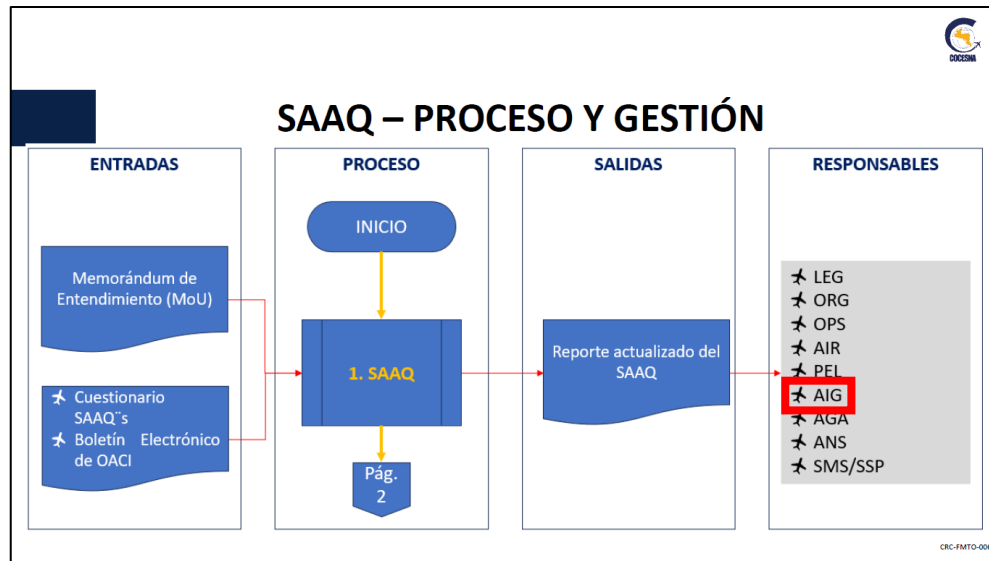 COCESNA
SAAQ – PROCESO Y GESTIÓN
ENTRADAS
Memorándum de
Entendimiento (MoU)
Cuestionario
SAAQ¨s
Boletín Electrónico
de OACI
PROCESO
INICIO
1. SAAQ
Pág.
2
SALIDAS
Reporte actualizado del
SAAQ
RESPONSABLES
LEG
ORG
OPS
AIR
PEL
AIG
AGA
ANS
SMS/SSP